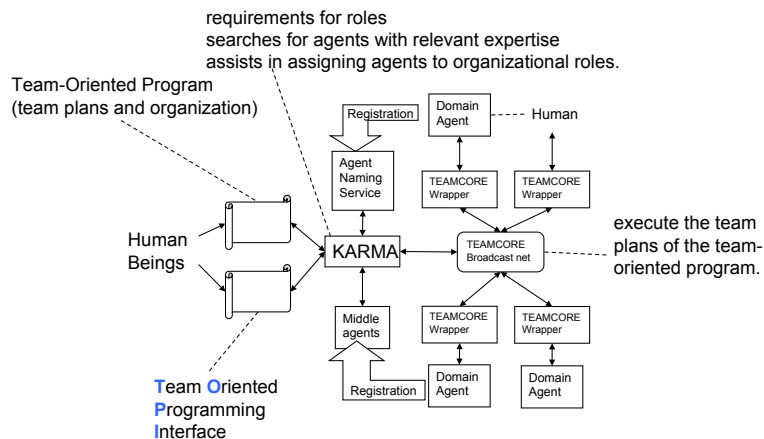 requirements for roles
searches for agents with relevant expertise
assists in assigning agents to organizational roles.
Team-Oriented Program
(team plans and organization)
Registration
Domain
Agent
Human
Agent
Naming
Service
TEAMCORE
Wrapper
TEAMCORE
Wrapper
Human
Beings
KARMA
TEAMCORE
Broadcast net
execute the team
plans of the team-
oriented program.
Middle
agents
TEAMCORE
Wrapper
TEAMCORE
Wrapper
Registration
Domain
Agent
Domain
Agent
Team Oriented
Programming
Interface